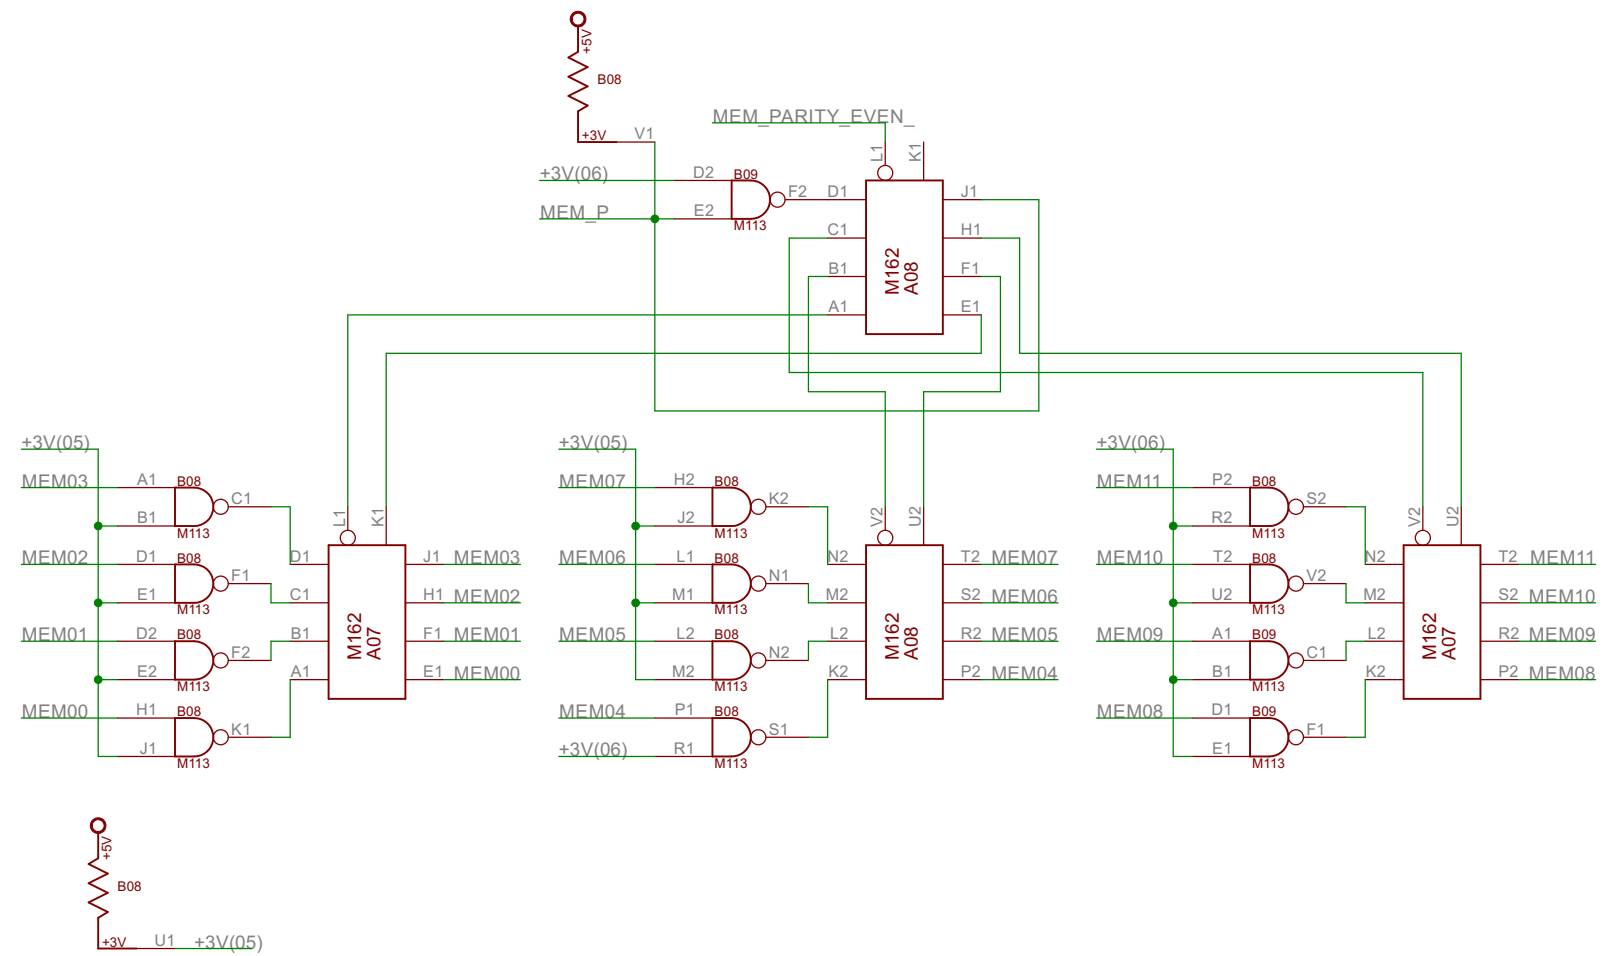 +5V
B08
+3V V1
MEM_PARITY_EVEN_
L1 K1
+3V(06) D2 B09 F2 D1 J1
MEM_P E2 M113
C1 H1
B1 F1
A1 E1
M162
A08
+3V(05)
MEM03 A1 B08 C1
B1 M113
MEM02 D1 B08 F1
E1 M113
MEM01 D2 B08 F2
E2 M113
MEM00 H1 B08 K1
J1 M113
L1 K1
D1 J1 MEM03
C1 H1 MEM02
B1 F1 MEM01
A1 E1 MEM00
M162
A07
+3V(05)
MEM07 H2 B08 K2
J2 M113
MEM06 L1 B08 N1
M1 M113
MEM05 L2 B08 N2
M2 M113
MEM04 P1 B08 S1
+3V(06) R1 M113
V2 U2
N2 T2 MEM07
M2 S2 MEM06
L2 R2 MEM05
K2 P2 MEM04
M162
A08
+3V(06)
MEM11 P2 B08 S2
R2 M113
MEM10 T2 B08 V2
U2 M113
MEM09 A1 B09 C1
B1 M113
MEM08 D1 B09 F1
E1 M113
V2 U2
N2 T2 MEM11
M2 S2 MEM10
L2 R2 MEM09
K2 P2 MEM08
M162
A07
+5V
B08
+3V U1 +3V(05)